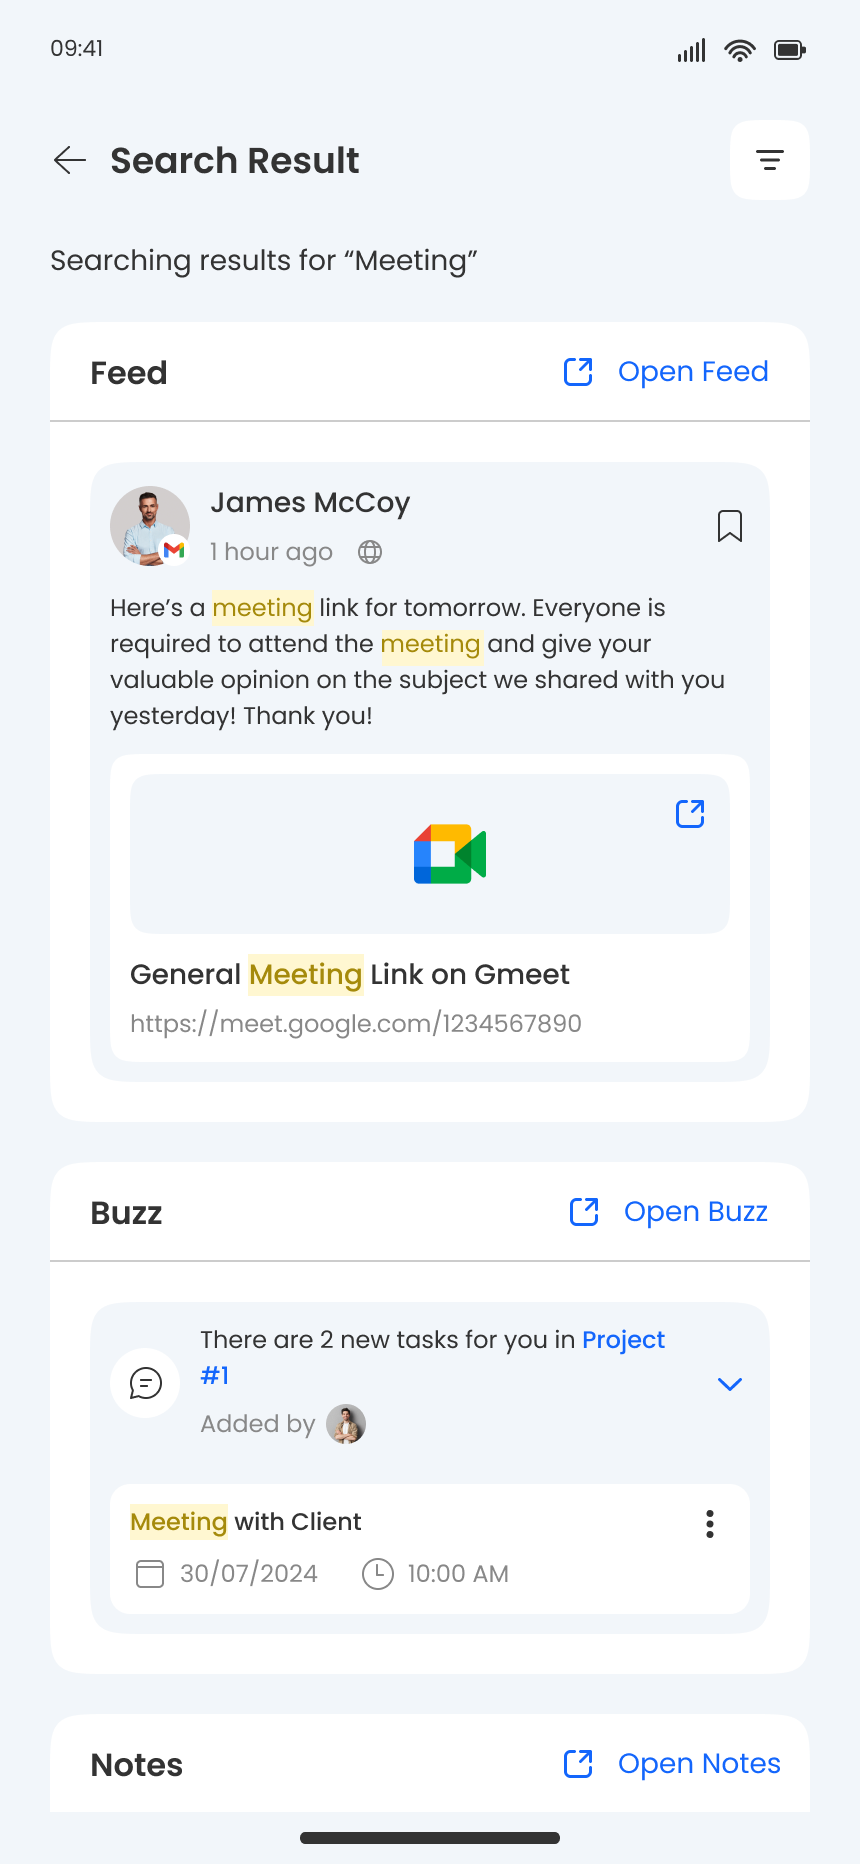 09:41
Search Result
Searching results for “Meeting”
Feed
Open Feed
James McCoy
1 hour ago
Here’s a meeting link for tomorrow. Everyone is
required to attend the meeting and give your
valuable opinion on the subject we shared with you
yesterday! Thank you!
General Meeting Link on Gmeet
https://meet.google.com/1234567890
Buzz
Open Buzz
There are 2 new tasks for you in Project
#1
Added by
Meeting with Client
30/07/2024
10:00 AM
Notes
Open Notes